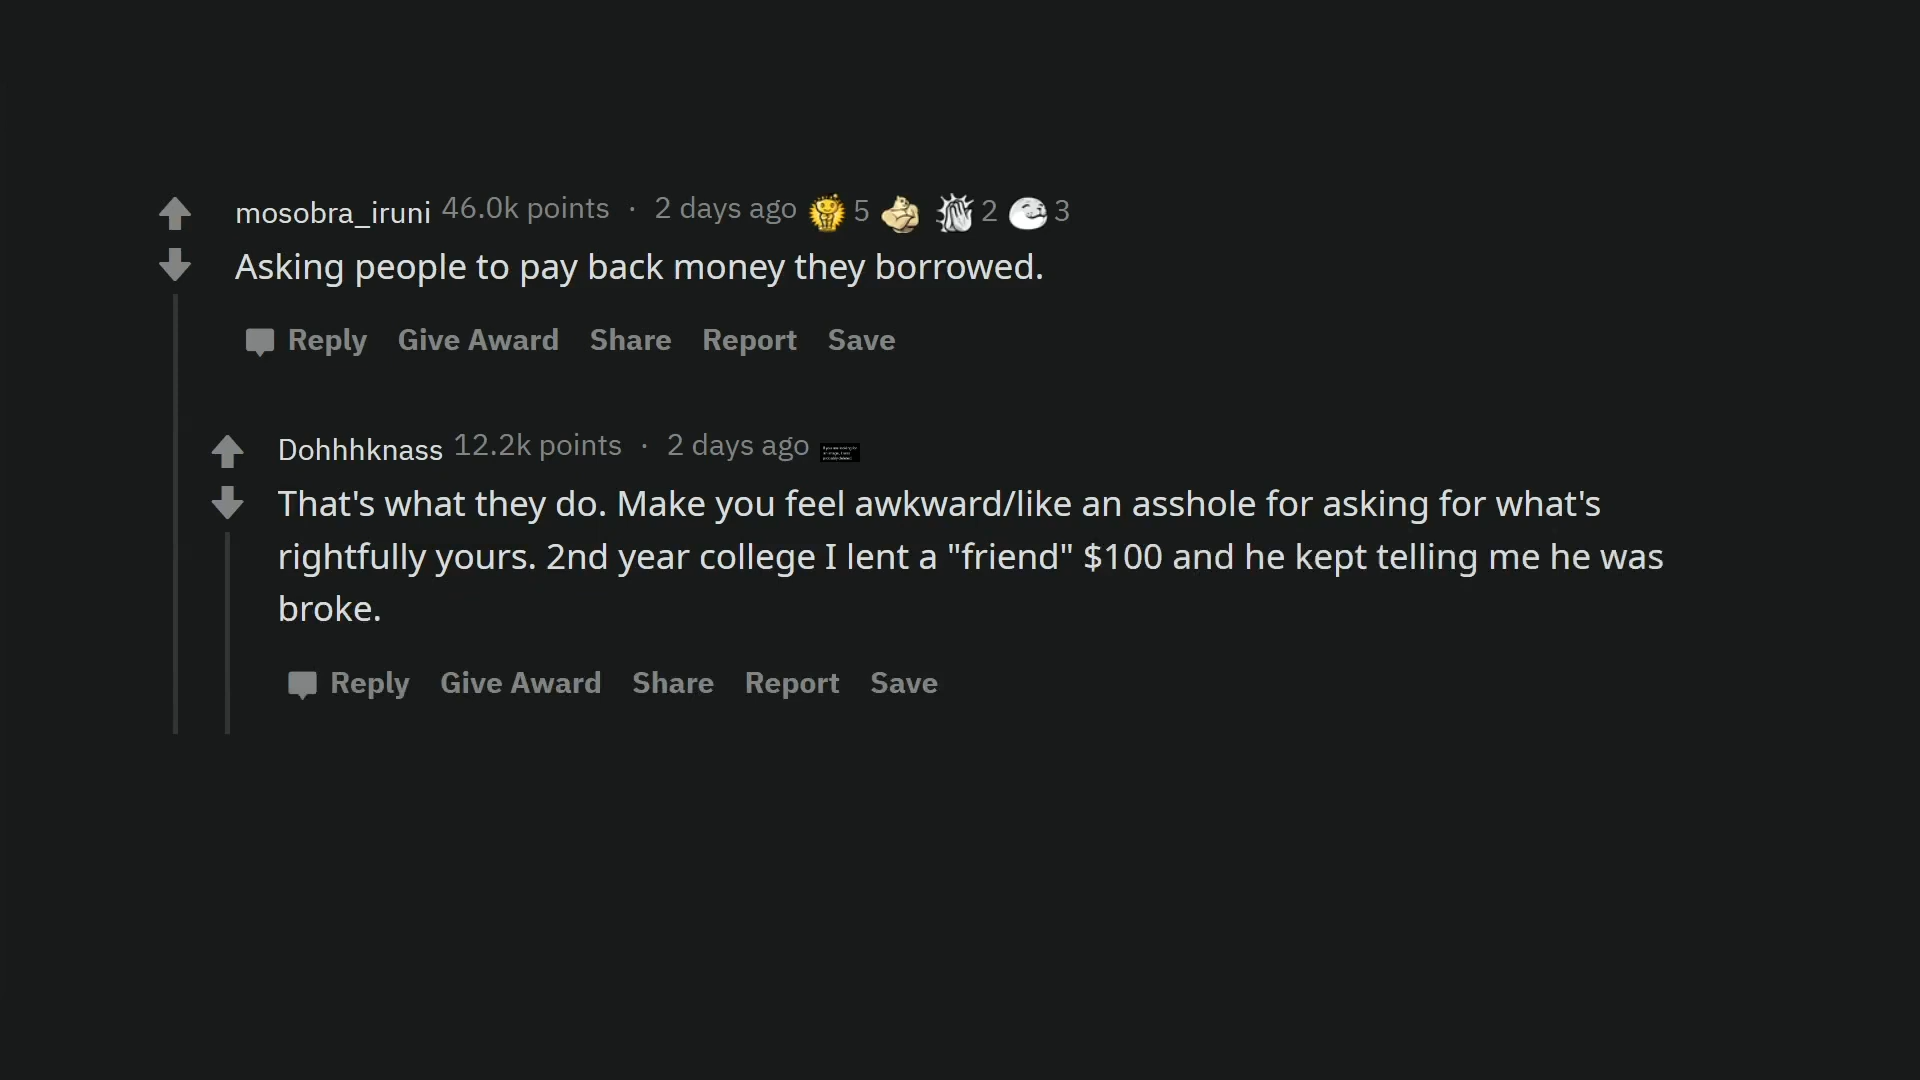 mosobra_iruni 46.0k points · 2 days ago 5 2 3
Asking people to pay back money they borrowed.
Reply Give Award Share Report Save
Dohhhknass 12.2k points · 2 days ago
That's what they do. Make you feel awkward/like an asshole for asking for what's
rightfully yours. 2nd year college I lent a "friend" $100 and he kept telling me he was
broke.
Reply Give Award Share Report Save